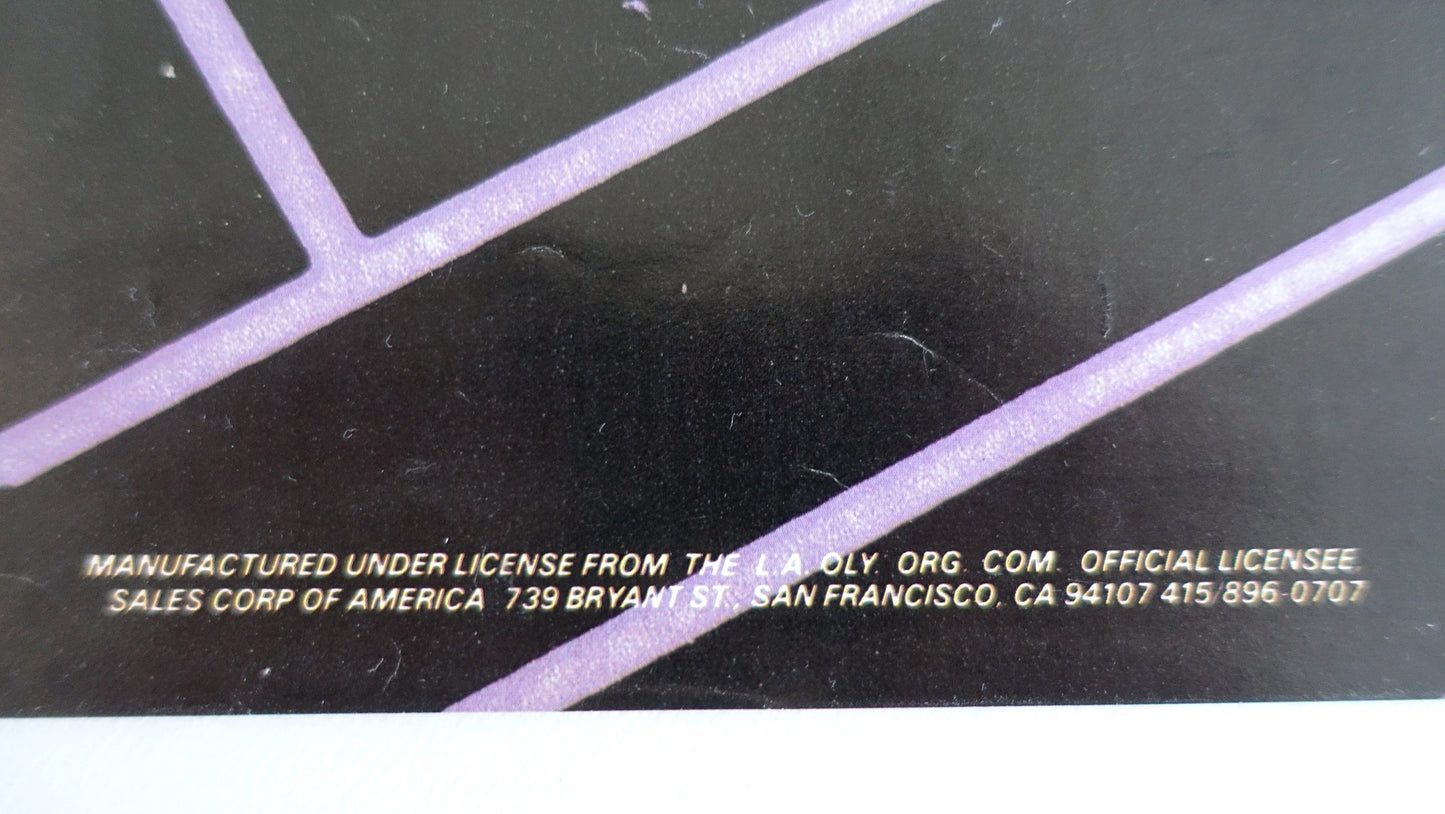 MANUFACTURED UNDER LICENSE FROM THE L.A. OLY. ORG. COM. OFFICIAL LICENSEE.
SALES CORP OF AMERICA 739 BRYANT ST., SAN FRANCISCO, CA 94107 415/896-0707